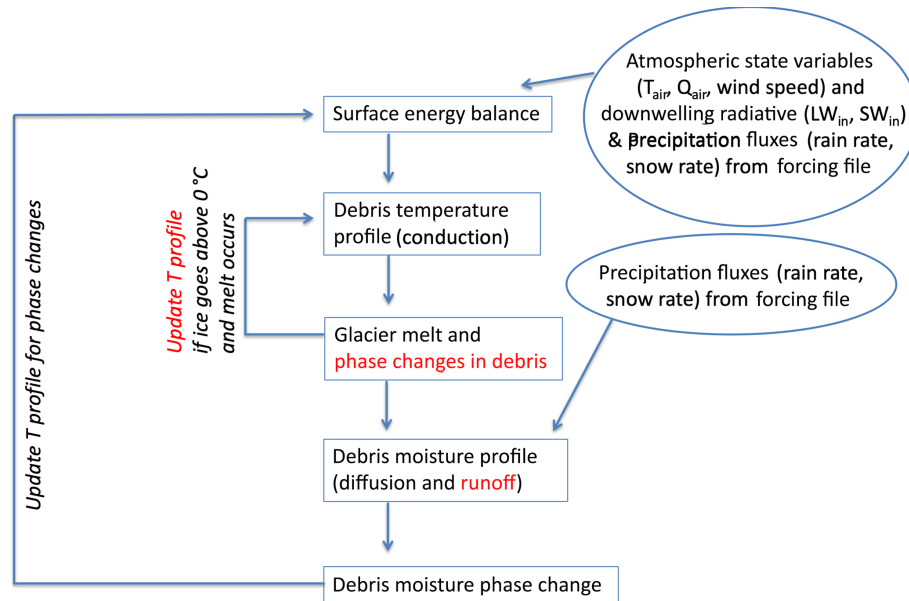 Atmospheric state variables
(Tair, Qair, wind speed) and
downwelling radiative (LWin, SWin)
& Precipitation fluxes (rain rate,
snow rate) from forcing file
Surface energy balance
Debris temperature
profile (conduction)
Precipitation fluxes (rain rate,
snow rate) from forcing file
Glacier melt and
phase changes in debris
Debris moisture profile
(diffusion and runoff)
Debris moisture phase change
Update T profile
if ice goes above 0 °C
and melt occurs
Update T profile for phase changes